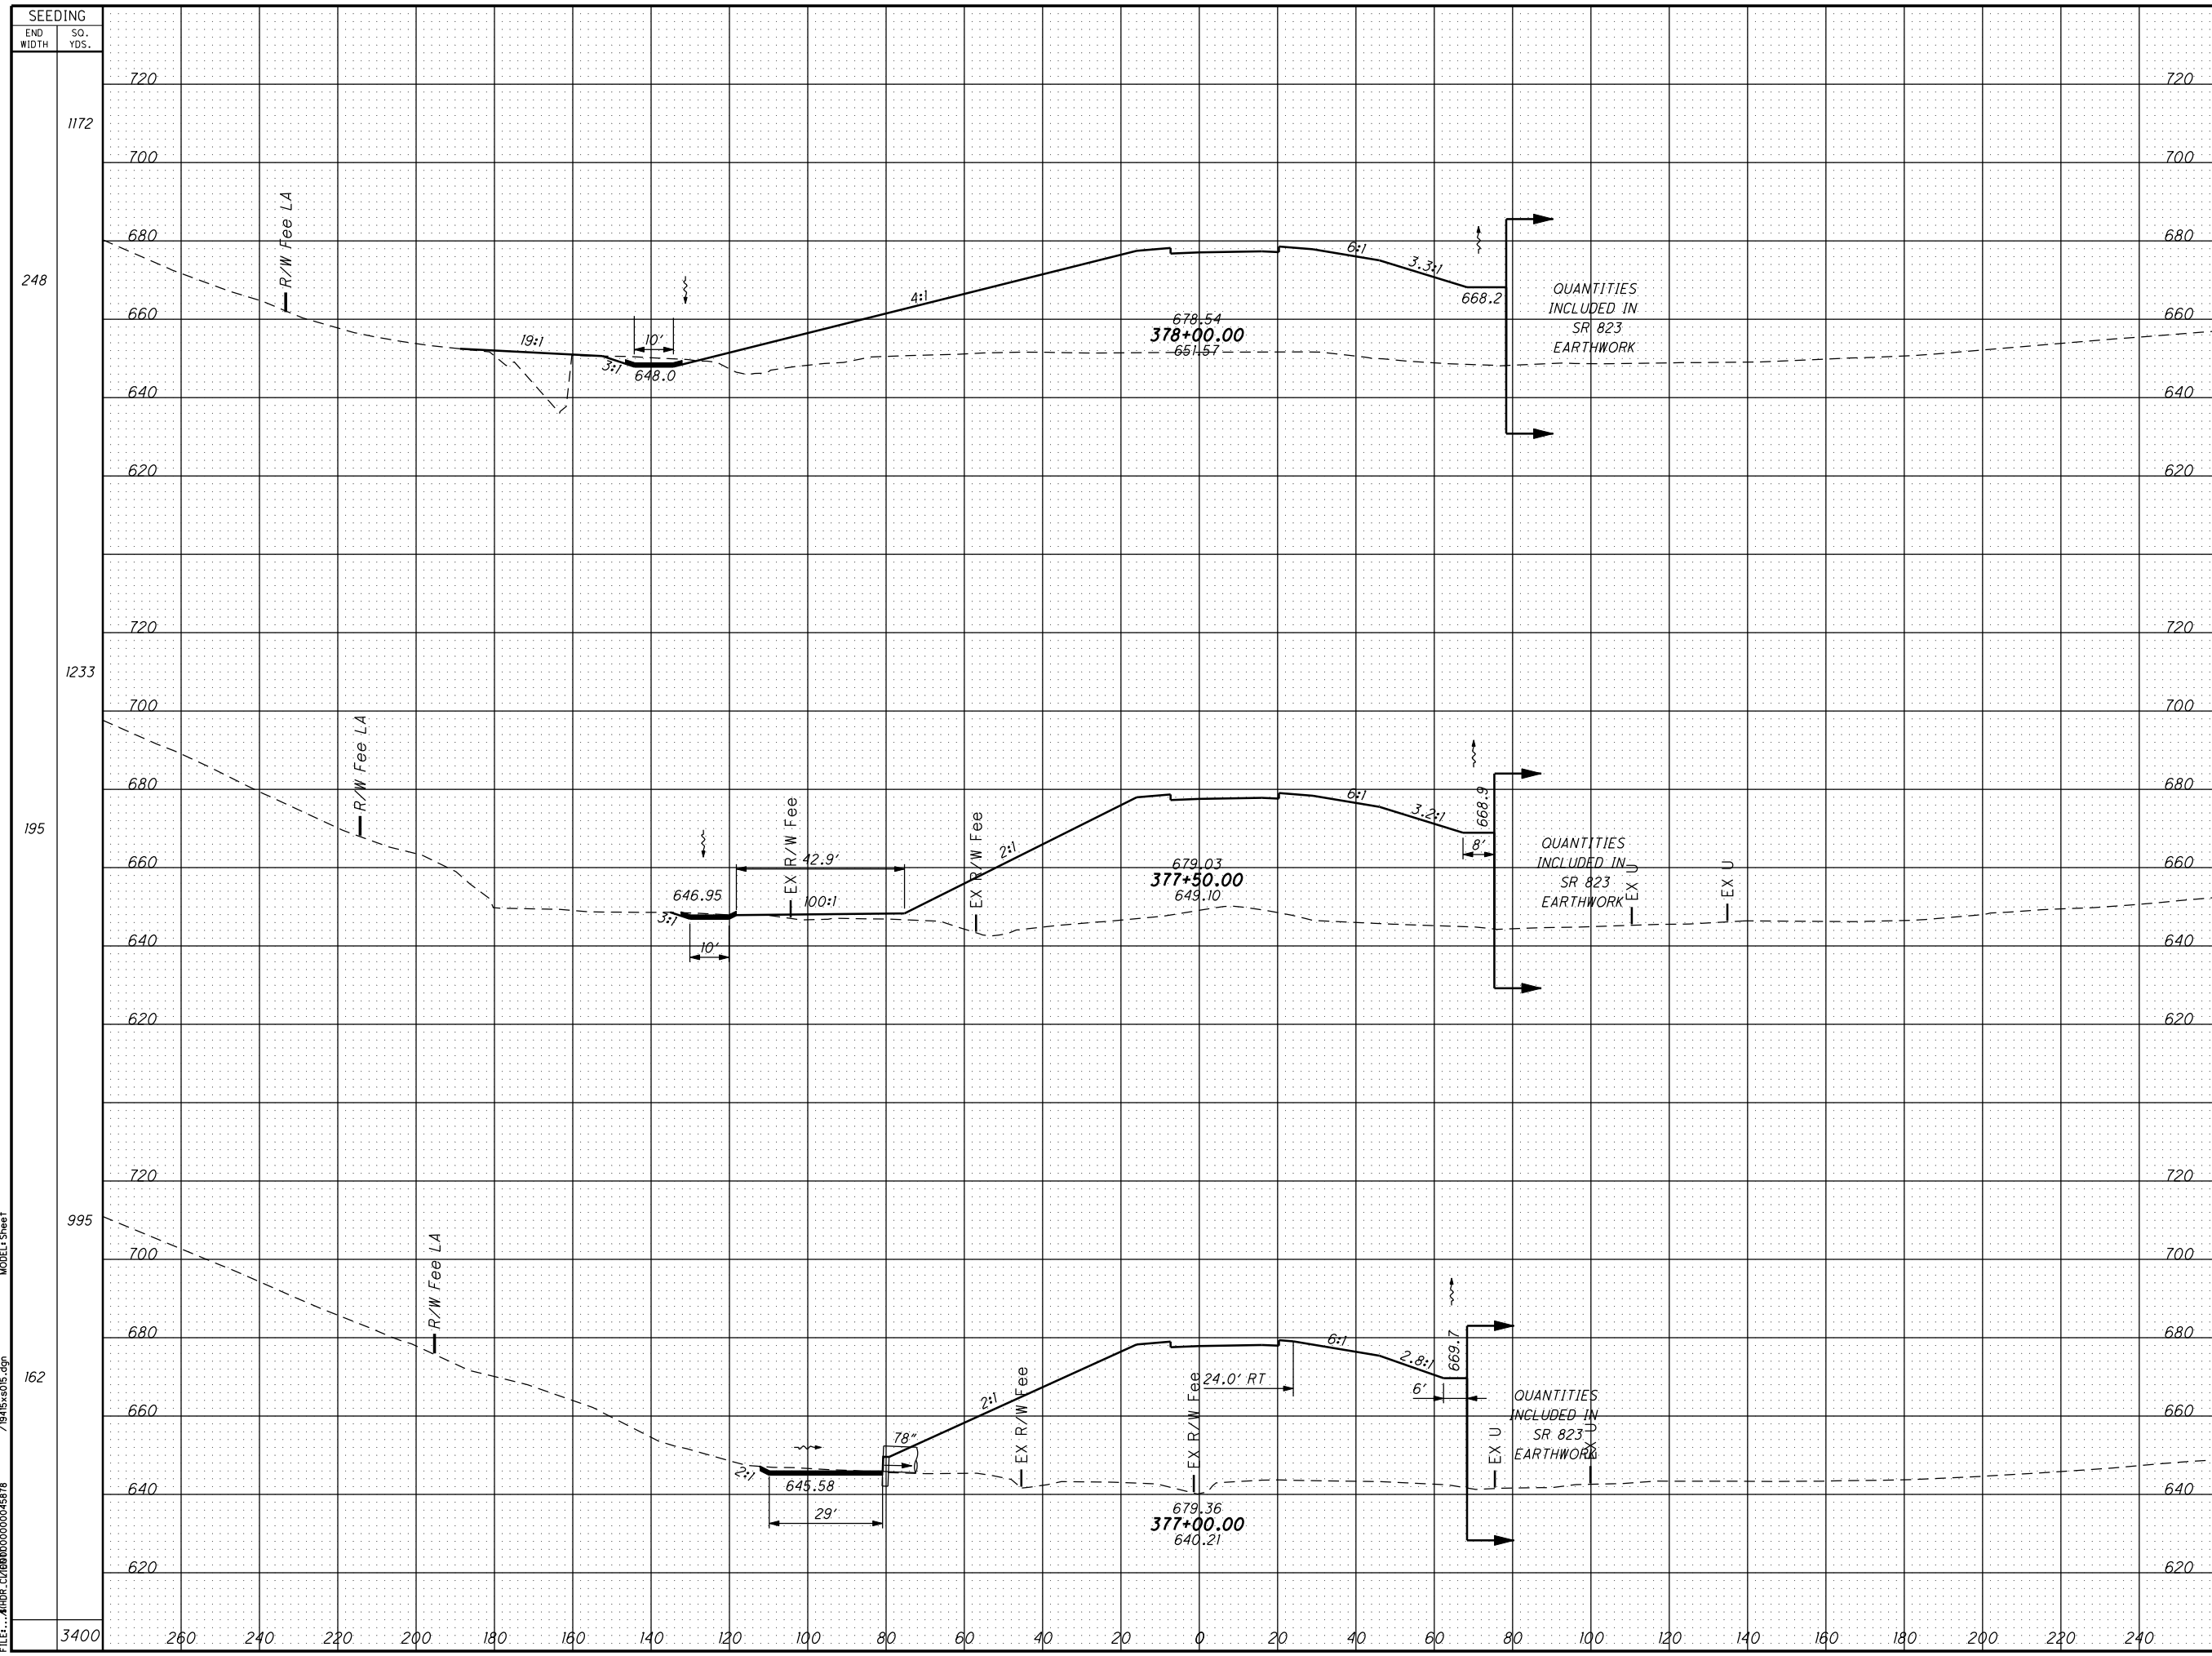 SEEDING
END WIDTH
SQ. YDS.
720 720
1172
700 700
R/W Fee LA
680 680
6:1
3.3:1
248
QUANTITIES
668.2
4:1
INCLUDED IN
660 678.54 660
SR 823
378+00.00
19:1 10'
EARTHWORK
651.57
3:1 648.0
640 640
620 620
720 720
1233
700 700
R/W Fee LA
680 680
6:1
668.9
3.2:1
195
EX R/W Fee
EX R/W Fee
QUANTITIES
2:1
8'
42.9'
INCLUDED IN
660 679.03 660
377+50.00
SR 823
EX U
EX U
646.95
649.10
100:1
EARTHWORK
3:1
640 640
10'
620 620
720 720
995
700 700
R/W Fee LA
680 680
6:1
669.7
2.8:1
162
24.0' RT
6'
QUANTITIES
2:1
EX R/W Fee
EX R/W Fee
660 660
INCLUDED IN
SR 823
78"
EX U
EX U
EARTHWORK
2:1
645.58
640 640
679.36
29'
377+00.00
640.21
620 620
3400
260 240 220 200 180 160 140 120 100 80 60 40 20 0 20 40 60 80 100 120 140 160 180 200 220 240
MODEL: Sheet